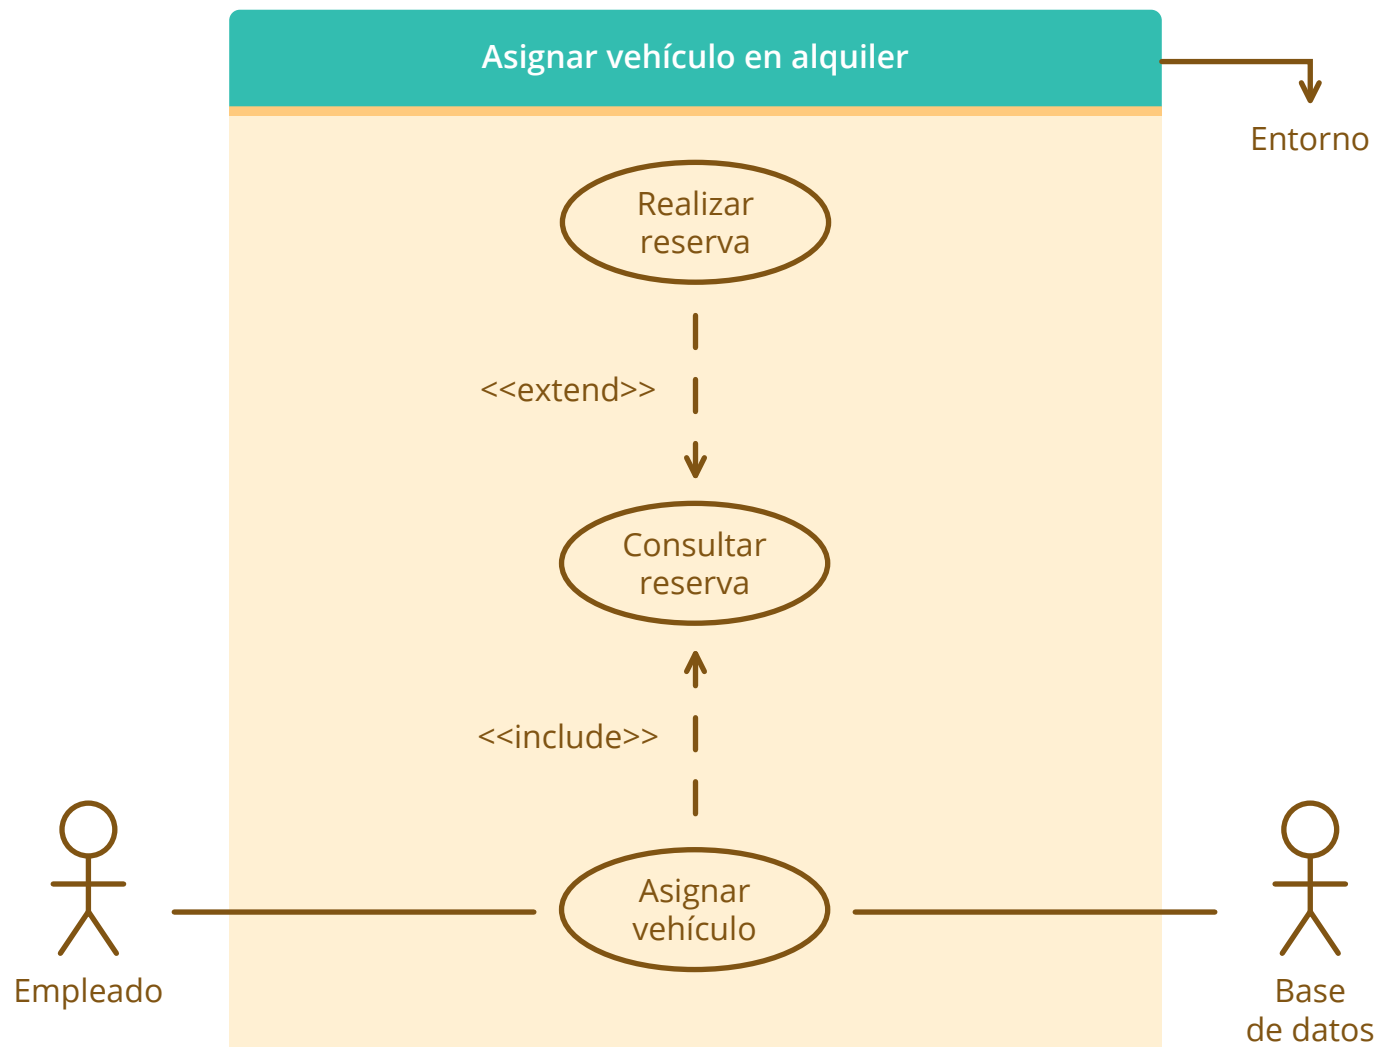 Asignar vehículo en alquiler
Entorno
Realizar
reserva
<<extend>>
Consultar
reserva
<<include>>
Asignar
vehículo
Empleado
Base
de datos